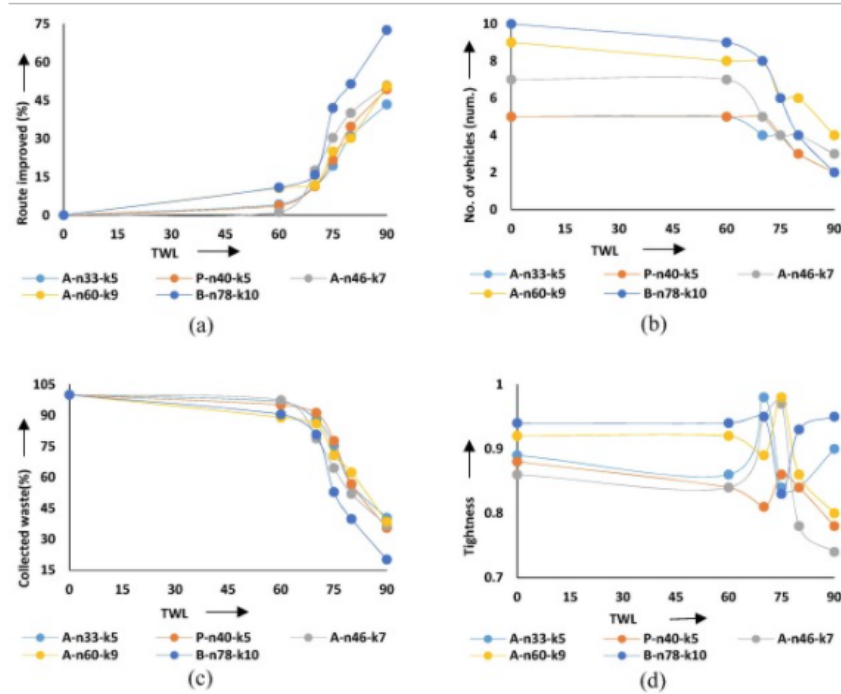 Route improved (%)
75
60
45
30
15
0
0 15 30 45 60 75 90
TWL
A-n33-k5 P-n40-k5 A-n46-k7
A-n60-k9 B-n78-k10
(a)
No. of vehicles (num.)
10
8
6
4
2
0
0 15 30 45 60 75 90
TWL
A-n33-k5 P-n40-k5 A-n46-k7
A-n60-k9 B-n78-k10
(b)
Collected waste(%)
105
90
75
60
45
30
15
0 15 30 45 60 75 90
TWL
A-n33-k5 P-n40-k5 A-n46-k7
A-n60-k9 B-n78-k10
(c)
Tightness
1
0.9
0.8
0.7
0 15 30 45 60 75 90
TWL
A-n33-k5 P-n40-k5 A-n46-k7
A-n60-k9 B-n78-k10
(d)